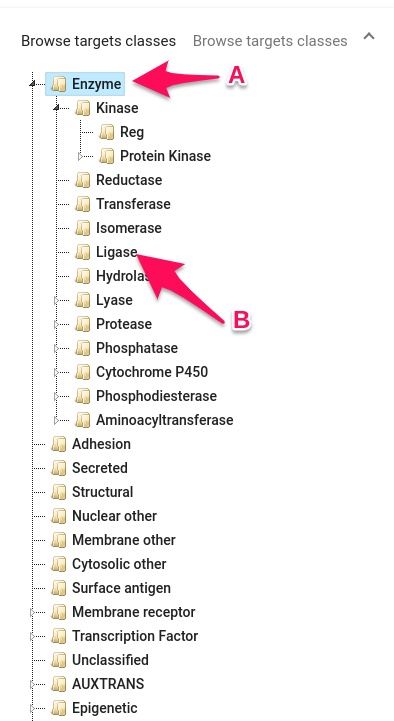 Browse targets classes Browse targets classes
Enzyme A
Kinase
Reg
Protein Kinase
Reductase
Transferase
Isomerase
Ligase
Hydrolas
Lyase B
Protease
Phosphatase
Cytochrome P450
Phosphodiesterase
Aminoacyltransferase
Adhesion
Secreted
Structural
Nuclear other
Membrane other
Cytosolic other
Surface antigen
Membrane receptor
Transcription Factor
Unclassified
AUXTRANS
Epigenetic